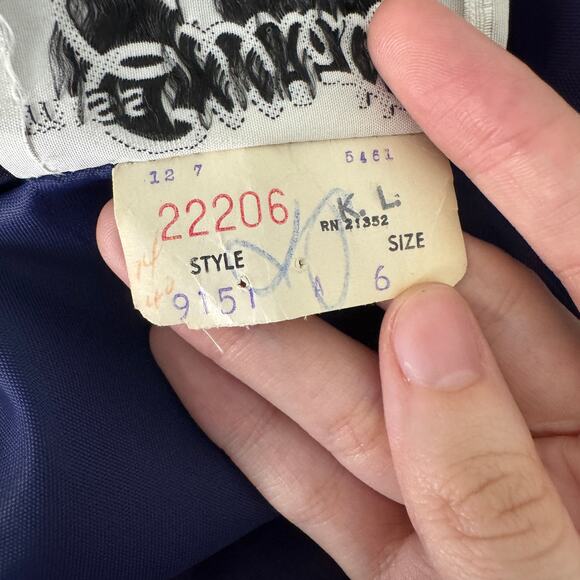 12 7 5461
22206 K. L.
RN 21352
STYLE SIZE
9151 A 6